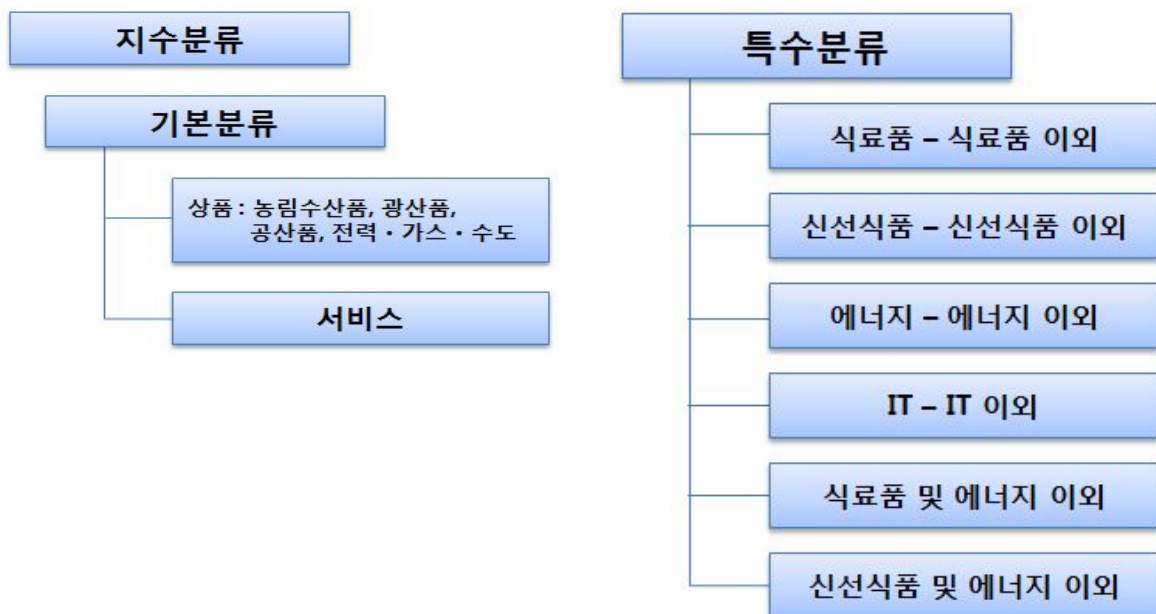 지수분류
기본분류
상품 : 농림수산품, 광산품,
공산품, 전력・가스・수도
서비스
특수분류
식료품 – 식료품 이외
신선식품 – 신선식품 이외
에너지 – 에너지 이외
IT – IT 이외
식료품 및 에너지 이외
신선식품 및 에너지 이외